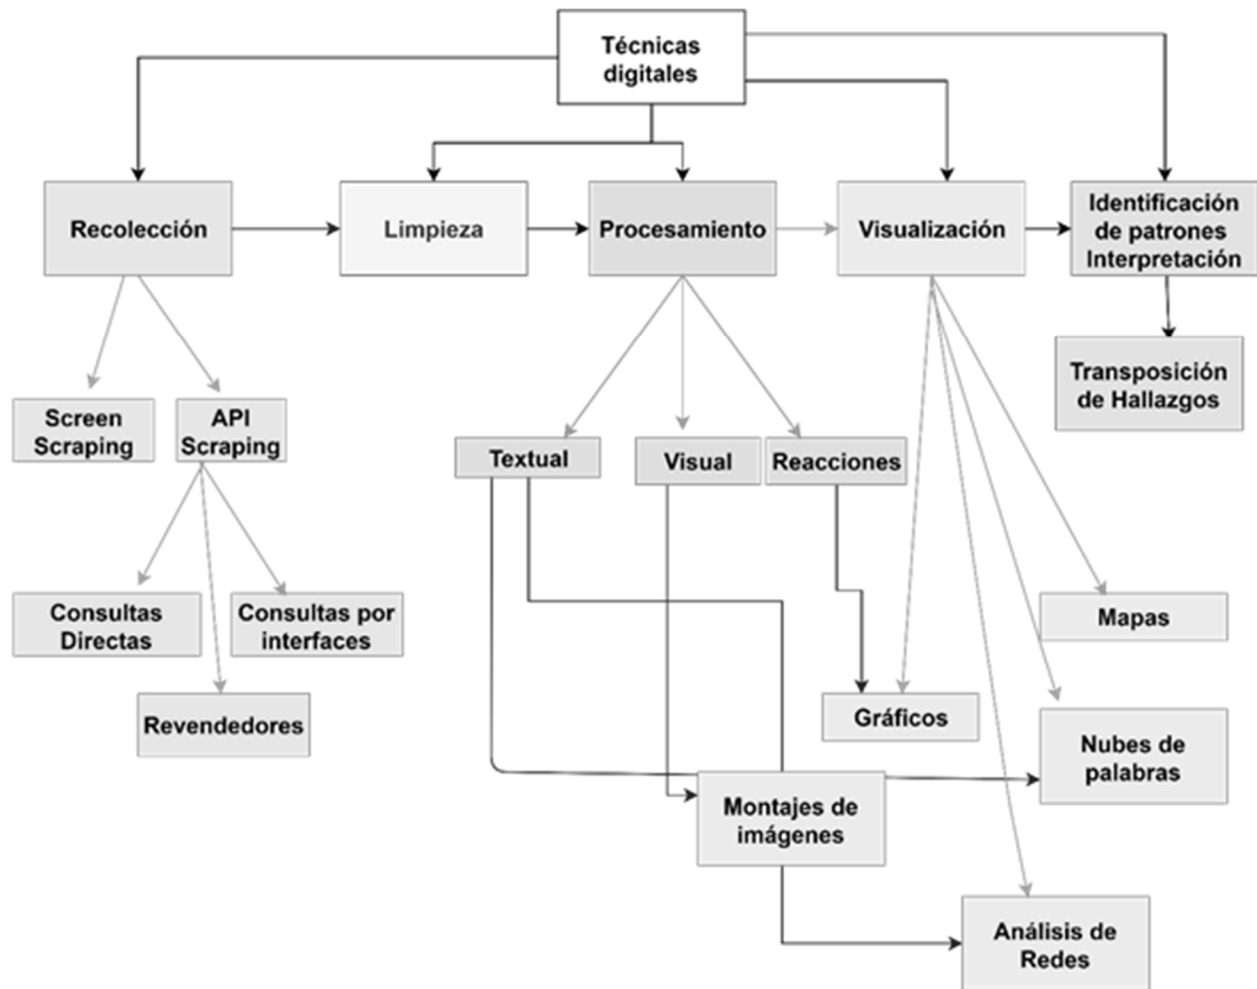 Técnicas
digitales
Recolección
Limpieza
Procesamiento
Visualización
Identificación
de patrones
Interpretación
Transposición
de Hallazgos
Screen
Scraping
API
Scraping
Textual
Visual
Reacciones
Consultas
Directas
Consultas por
interfaces
Mapas
Revendedores
Gráficos
Nubes de
palabras
Montajes de
imágenes
Análisis de
Redes